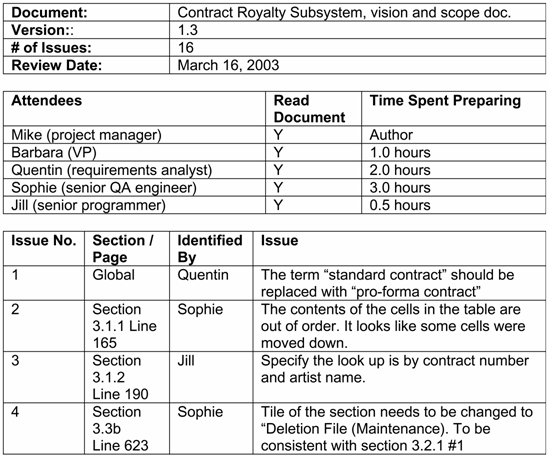 Document: Contract Royalty Subsystem, vision and scope doc.
Version:: 1.3
# of Issues: 16
Review Date: March 16, 2003
Attendees Read Document Time Spent Preparing
Mike (project manager) Y Author
Barbara (VP) Y 1.0 hours
Quentin (requirements analyst) Y 2.0 hours
Sophie (senior QA engineer) Y 3.0 hours
Jill (senior programmer) Y 0.5 hours
Issue No. Section / Page Identified By Issue
1 Global Quentin The term “standard contract” should be
replaced with “pro-forma contract”
2 Section 3.1.1 Line 165 Sophie The contents of the cells in the table are
out of order. It looks like some cells were
moved down.
3 Section 3.1.2 Line 190 Jill Specify the look up is by contract number
and artist name.
4 Section 3.3b Line 623 Sophie Tile of the section needs to be changed to
“Deletion File (Maintenance). To be
consistent with section 3.2.1 #1